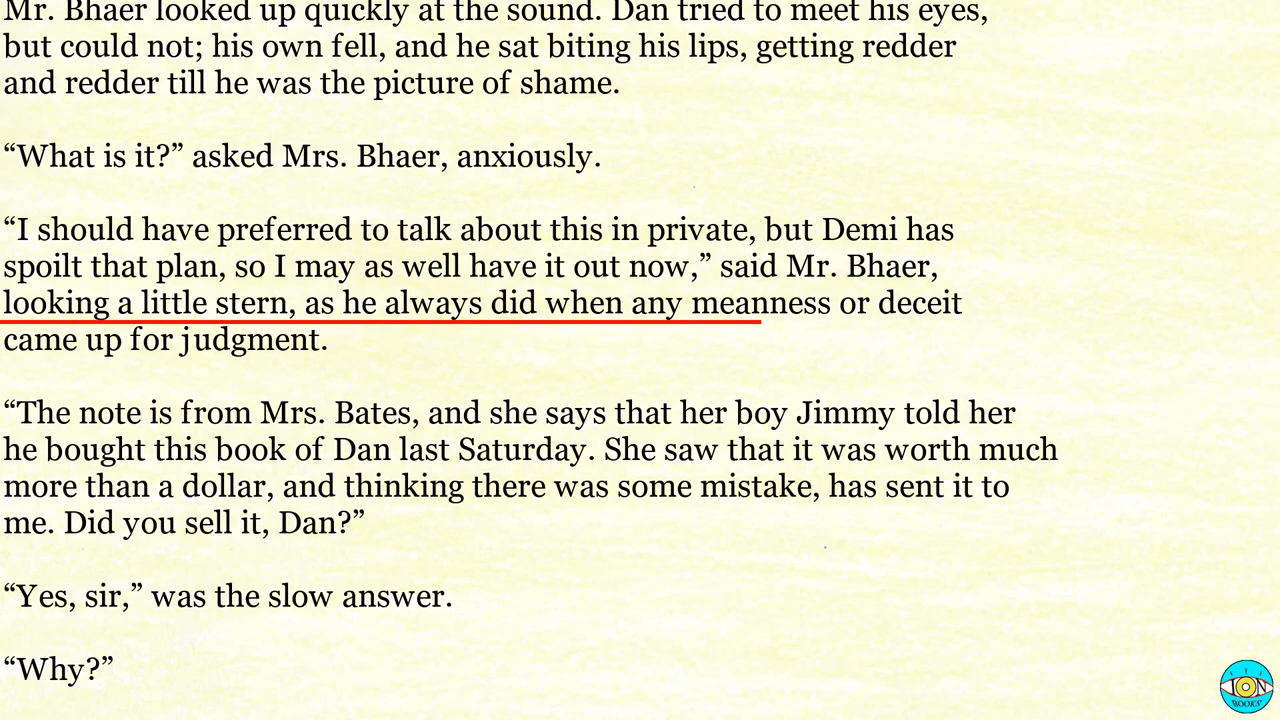 Mr. Bhaer looked up quickly at the sound. Dan tried to meet his eyes,
but could not; his own fell, and he sat biting his lips, getting redder
and redder till he was the picture of shame.
“What is it?” asked Mrs. Bhaer, anxiously.
“I should have preferred to talk about this in private, but Demi has
spoilt that plan, so I may as well have it out now,” said Mr. Bhaer,
looking a little stern, as he always did when any meanness or deceit
came up for judgment.
“The note is from Mrs. Bates, and she says that her boy Jimmy told her
he bought this book of Dan last Saturday. She saw that it was worth much
more than a dollar, and thinking there was some mistake, has sent it to
me. Did you sell it, Dan?”
“Yes, sir,” was the slow answer.
“Why?”
ION
BOOKS